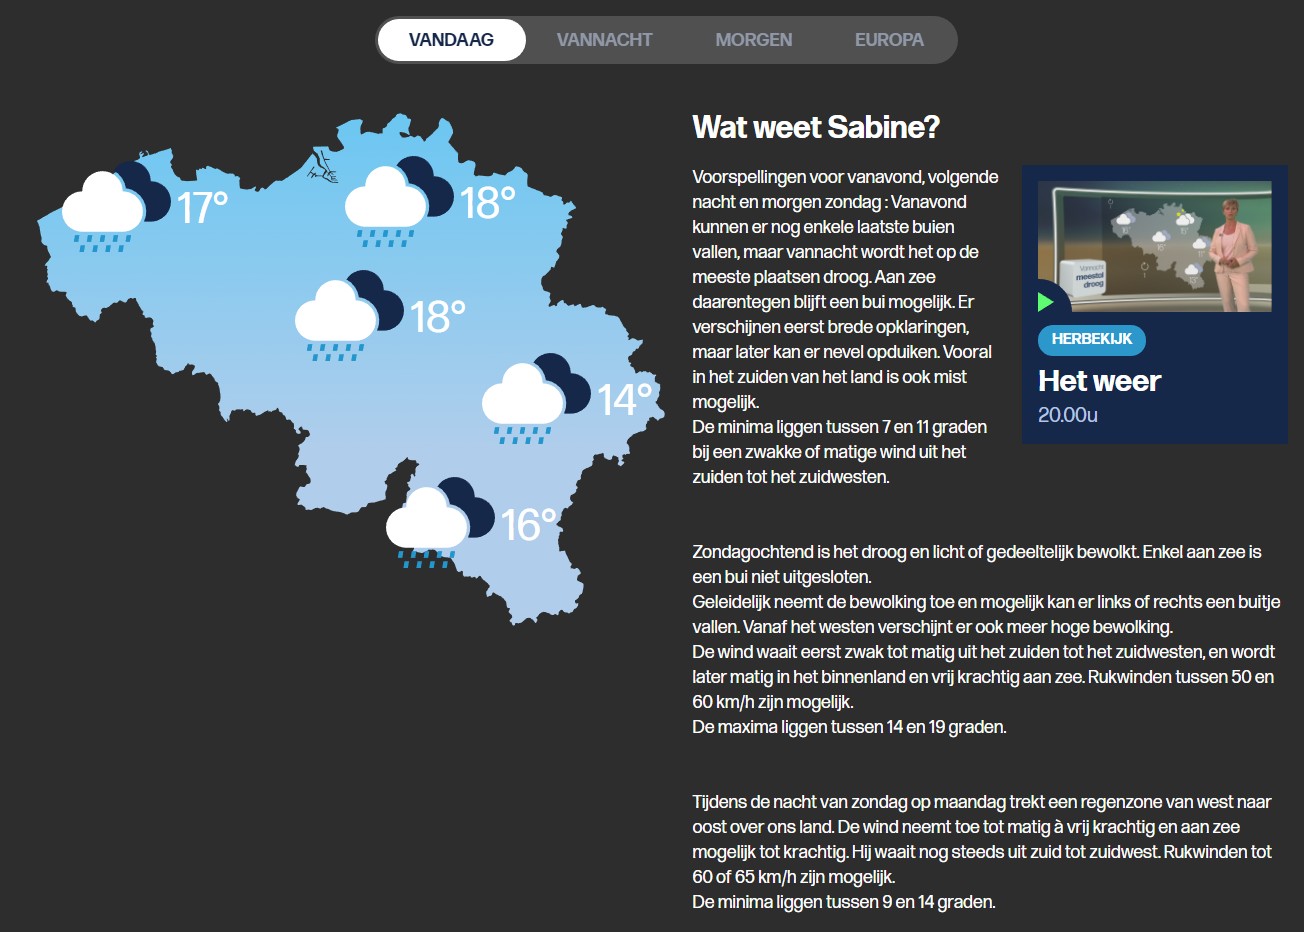 VANDAAG VANNACHT MORGEN EUROPA
17°
18°
18°
14°
16°
Wat weet Sabine?
Voorspellingen voor vanavond, volgende
nacht en morgen zondag : Vanavond
kunnen er nog enkele laatste buien
vallen, maar vannacht wordt het op de
meeste plaatsen droog. Aan zee
daarentegen blijft een bui mogelijk. Er
verschijnen eerst brede opklaringen,
maar later kan er nevel opduiken. Vooral
in het zuiden van het land is ook mist
mogelijk.
De minima liggen tussen 7 en 11 graden
bij een zwakke of matige wind uit het
zuiden tot het zuidwesten.
Vannacht
meestal
droog
HERBEKIJK
Het weer
20.00u
Zondagochtend is het droog en licht of gedeeltelijk bewolkt. Enkel aan zee is
een bui niet uitgesloten.
Geleidelijk neemt de bewolking toe en mogelijk kan er links of rechts een buitje
vallen. Vanaf het westen verschijnt er ook meer hoge bewolking.
De wind waait eerst zwak tot matig uit het zuiden tot het zuidwesten, en wordt
later matig in het binnenland en vrij krachtig aan zee. Rukwinden tussen 50 en
60 km/h zijn mogelijk.
De maxima liggen tussen 14 en 19 graden.
Tijdens de nacht van zondag op maandag trekt een regenzone van west naar
oost over ons land. De wind neemt toe tot matig à vrij krachtig en aan zee
mogelijk tot krachtig. Hij waait nog steeds uit zuid tot zuidwest. Rukwinden tot
60 of 65 km/h zijn mogelijk.
De minima liggen tussen 9 en 14 graden.